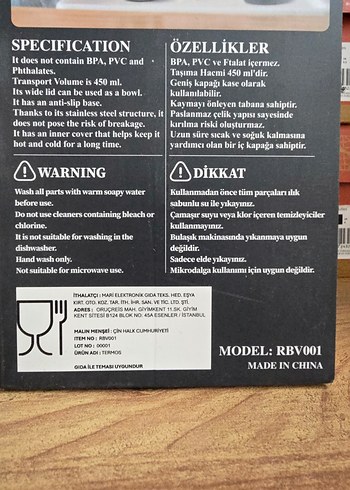 SPECIFICATION
It does not contain BPA, PVC and
Phthalates.
Transport Volume is 450 ml.
Its wide lid can be used as a bowl.
It has an anti-slip base.
Thanks to its stainless steel structure, it
does not pose the risk of breakage.
It has an inner cover that helps keep it
hot and cold for a long time.
ÖZELLİKLER
BPA, PVC ve Ftalat içermez.
Taşıma Hacmi 450 ml'dir.
Geniş kapağı kase olarak
kullanılabilir.
Kaymayı önleyen tabana sahiptir.
Paslanmaz çelik yapısı sayesinde
kırılma riski oluşturmaz.
Uzun süre sıcak ve soğuk kalmasına
yardımcı olan bir iç kapağa sahiptir.
WARNING
Wash all parts with warm soapy water
before use.
Do not use cleaners containing bleach or
chlorine.
It is not suitable for washing in the
dishwasher.
Hand wash only.
Not suitable for microwave use.
DİKKAT
Kullanmadan önce tüm parçaları ılık
sabunlu su ile yıkayınız.
Çamaşır suyu veya klor içeren temizleyiciler
kullanmayınız.
Bulaşık makinasında yıkanmaya uygun
değildir.
Sadece elde yıkayınız.
Mikrodalga kullanımı için uygun değildir.
İTHALATÇI: MARİ ELEKTRONİK GIDA TEKS. HED. EŞYA
KIRT. OTO. KOZ. TAR. İTH. İHR. SAN. VE TİC. LTD. ŞTİ.
ADRES: ORUÇREİS MAH. GİYİMKENT 11.SK. GİYİM
KENT SİTESİ B124 BLOK NO: 45A ESENLER / İSTANBUL
MALIN MENŞEİ: ÇİN HALK CUMHURİYETİ
ITEM NO : RBV001
LOT NO : 00001
ÜRÜN ADI : TERMOS
GIDA İLE TEMASI UYGUNDUR
MODEL: RBV001
MADE IN CHINA